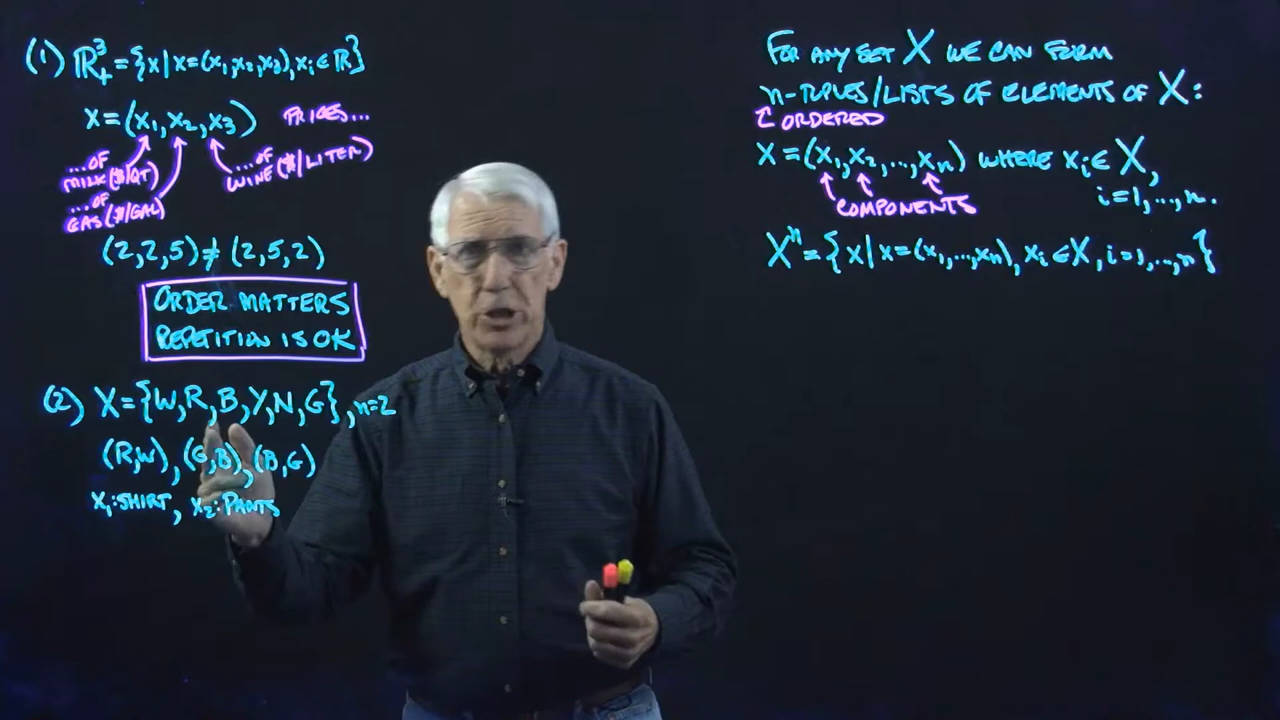 (1) ℝ³₊ = {x | x = (x₁, x₂, x₃), xᵢ ∈ ℝ}
x = (x₁, x₂, x₃) PRICES...
...OF MILK ($/QT)
...OF WINE ($/LITER)
...OF GAS ($/GAL)
(2,2,5) ≠ (2,5,2)
ORDER MATTERS
REPETITION IS OK
(2) X = {W, R, B, Y, N, G}, n=2
(R,W), (G,B), (B,G)
x₁: SHIRT, x₂: PANTS
FOR ANY SET X WE CAN FORM
n-TUPLES/LISTS OF ELEMENTS OF X:
ORDERED
x = (x₁, x₂, ..., xₙ) WHERE xᵢ ∈ X,
i=1, ..., n.
COMPONENTS
Xⁿ = {x | x = (x₁, ..., xₙ), xᵢ ∈ X, i=1, ..., n}